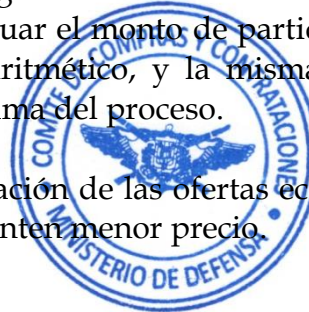 uar el monto de partic
ritmético, y la misma
ma del proceso.
COMITÉ DE COMPRAS Y CONTRATACIONES
ación de las ofertas ec
nten menor precio.
MINISTERIO DE DEFENSA